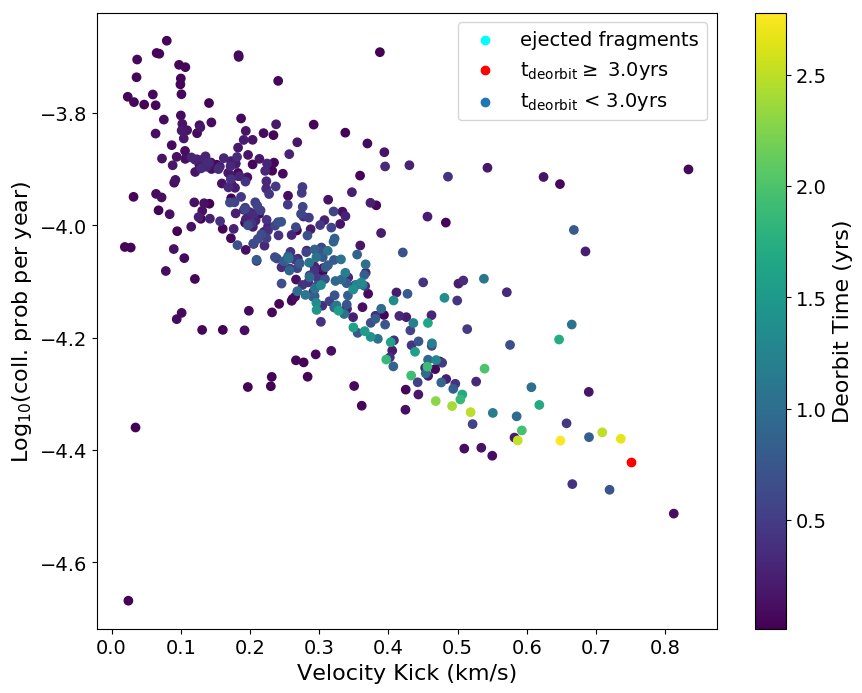 ejected fragments
t_deorbit ≥ 3.0yrs
t_deorbit < 3.0yrs
−3.8
−4.0
−4.2
−4.4
−4.6
Log₁₀(coll. prob per year)
0.0 0.1 0.2 0.3 0.4 0.5 0.6 0.7 0.8
Velocity Kick (km/s)
2.5
2.0
1.5
1.0
0.5
Deorbit Time (yrs)